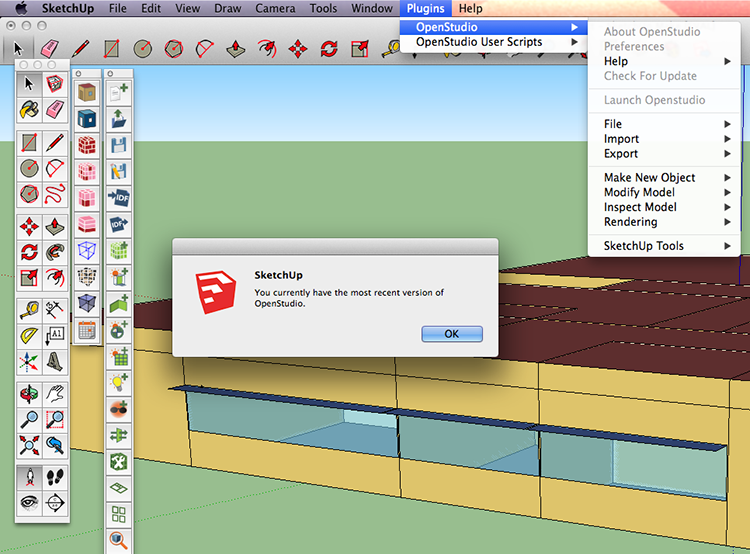 SketchUp File Edit View Draw Camera Tools Window Plugins Help
OpenStudio
OpenStudio User Scripts
About OpenStudio
Preferences
Help
Check For Update
Launch Openstudio
File
Import
Export
Make New Object
Modify Model
Inspect Model
Rendering
SketchUp Tools
IDF
IDF
A1
SketchUp
You currently have the most recent version of
OpenStudio.
OK